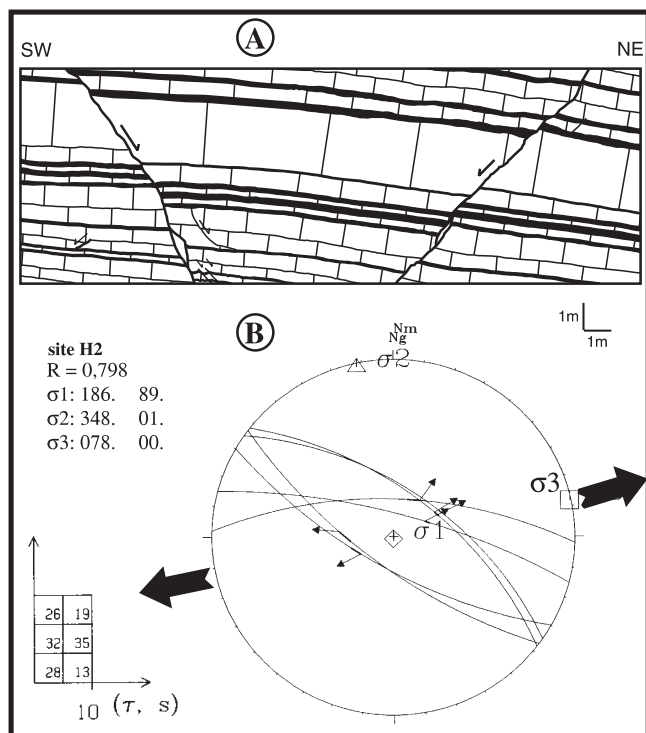 A
SW NE
1m
1m
B
Nm
Ng
site H2
R = 0,798
σ1: 186. 89.
σ2: 348. 01.
σ3: 078. 00.
σ2
σ3
σ1
26 19
32 35
28 13
10 (τ, s)